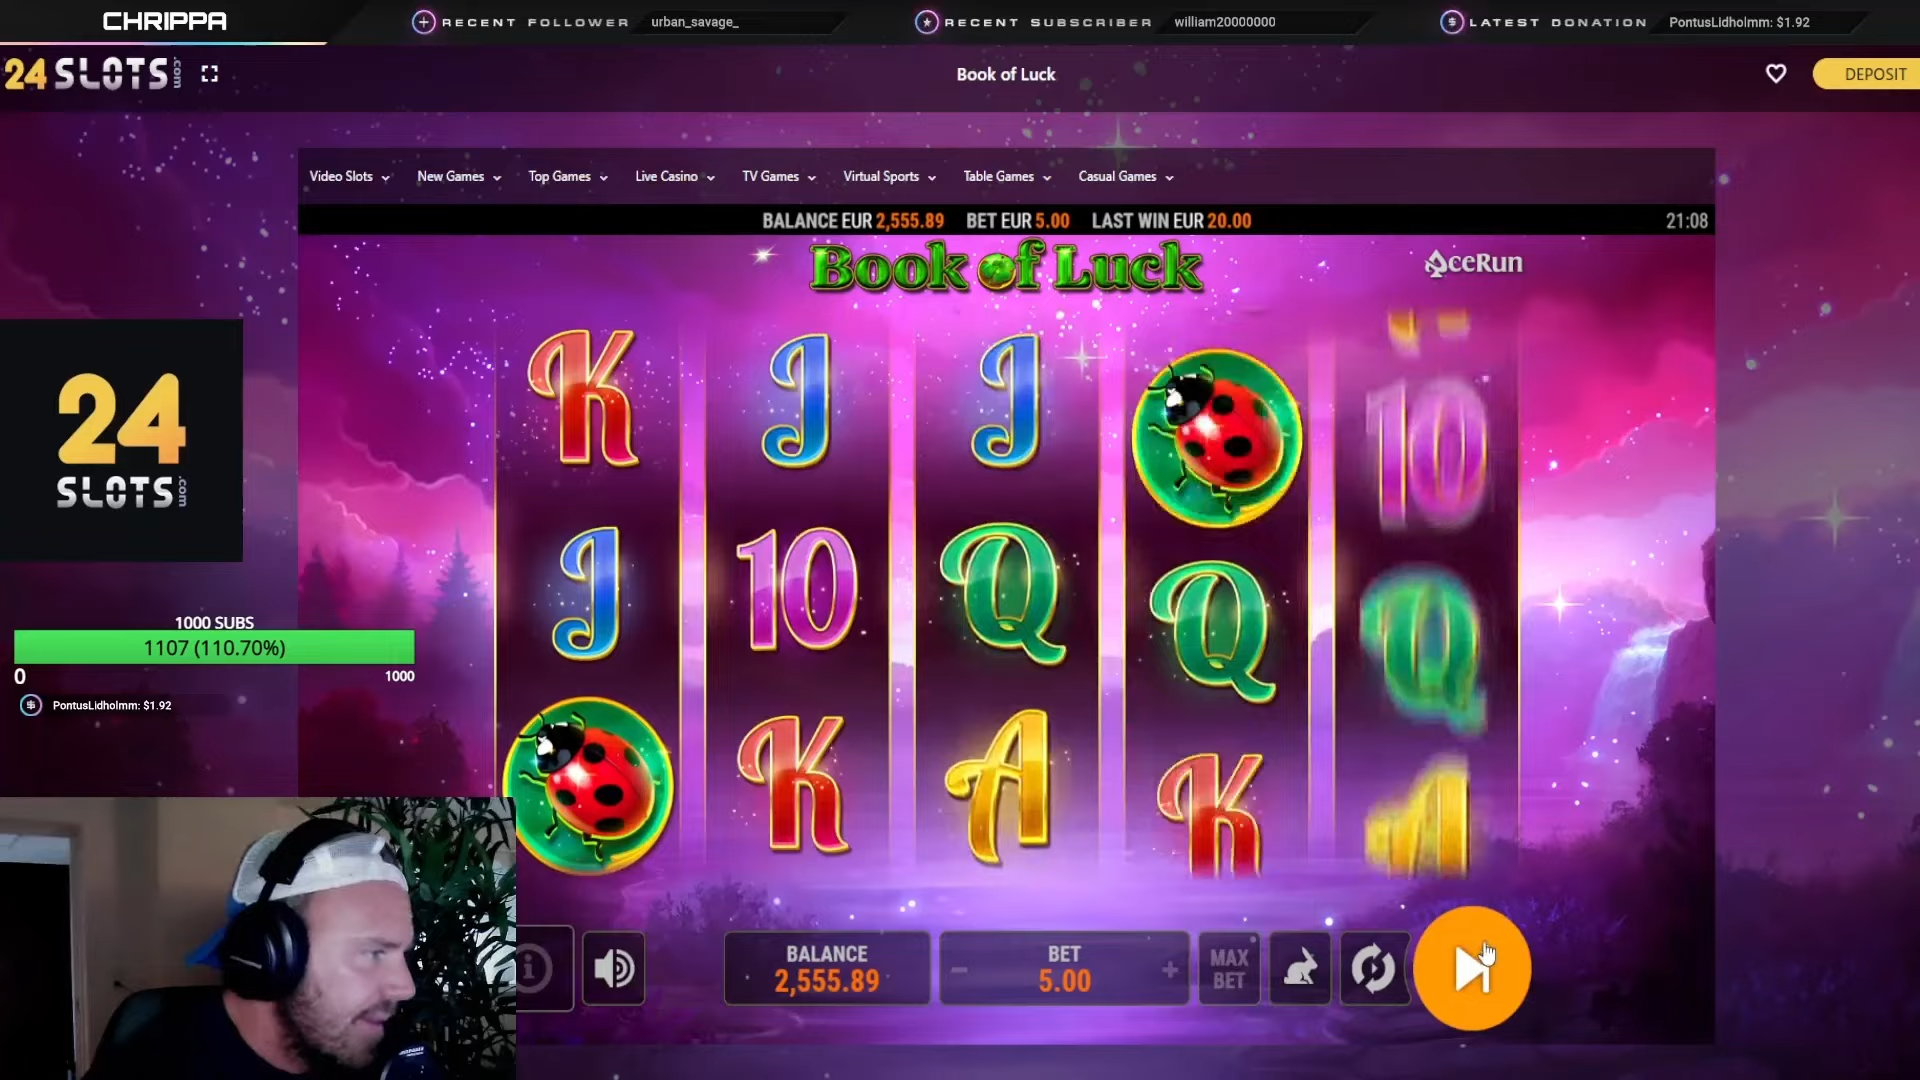 CHRIPPA
RECENT FOLLOWER urban_savage_
RECENT SUBSCRIBER william20000000
LATEST DONATION PontusLidholmm: $1.92
24 SLOTS.com
Book of Luck
DEPOSIT
Video Slots
New Games
Top Games
Live Casino
TV Games
Virtual Sports
Table Games
Casual Games
BALANCE EUR 2,555.89 BET EUR 5.00 LAST WIN EUR 20.00
21:08
Book of Luck
AceRun
K J J 10
J 10 Q Q Q
K A K A
24
SLOTS.com
1000 SUBS
1107 (110.70%)
0 1000
PontusLidholmm: $1.92
BALANCE
2,555.89
BET
5.00
MAX
BET